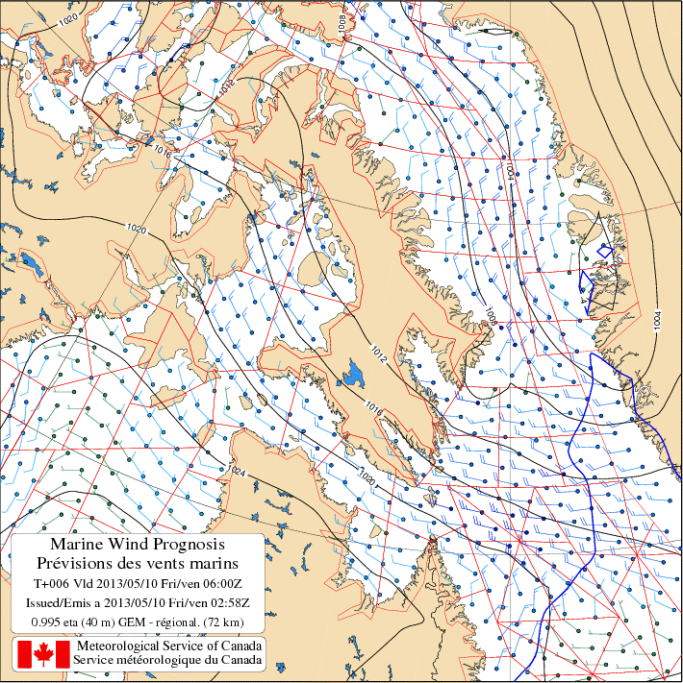 1020
1008
1012
1016
1004
1020
1008
1004
1012
1016
1024
1020
Marine Wind Prognosis
Prévisions des vents marins
T+006 Vld 2013/05/10 Fri/ven 06:00Z
Issued/Emis a 2013/05/10 Fri/ven 02:58Z
0.995 eta (40 m) GEM - régional. (72 km)
Meteorological Service of Canada
Service météorologique du Canada